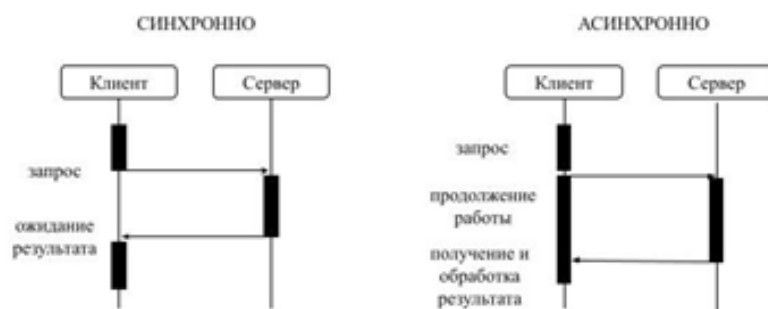 СИНХРОННО
Клиент
Сервер
запрос
ожидание
результата
АСИНХРОННО
Клиент
Сервер
запрос
продолжение
работы
получение и
обработка
результата